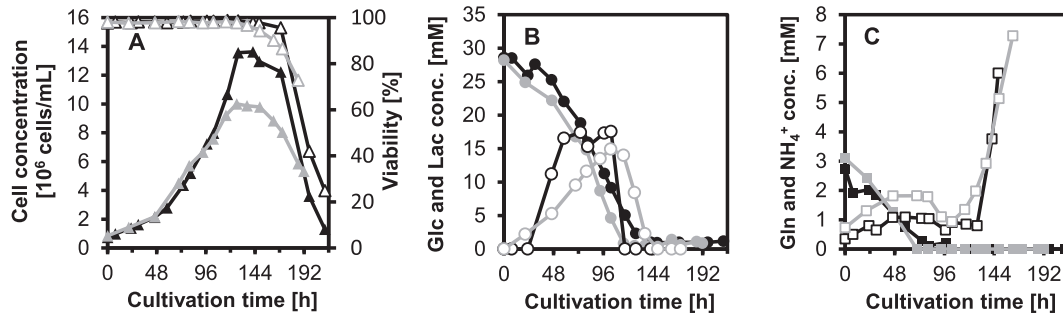 A
16
14
12
10
8
6
4
2
0
Cell concentration
[10⁶ cells/mL]
100
80
60
40
20
0
Viability [%]
0 48 96 144 192
Cultivation time [h]
B
35
30
25
20
15
10
5
0
Glc and Lac conc. [mM]
0 48 96 144 192
Cultivation time [h]
C
8
7
6
5
4
3
2
1
0
Gln and NH₄⁺ conc. [mM]
0 48 96 144 192
Cultivation time [h]